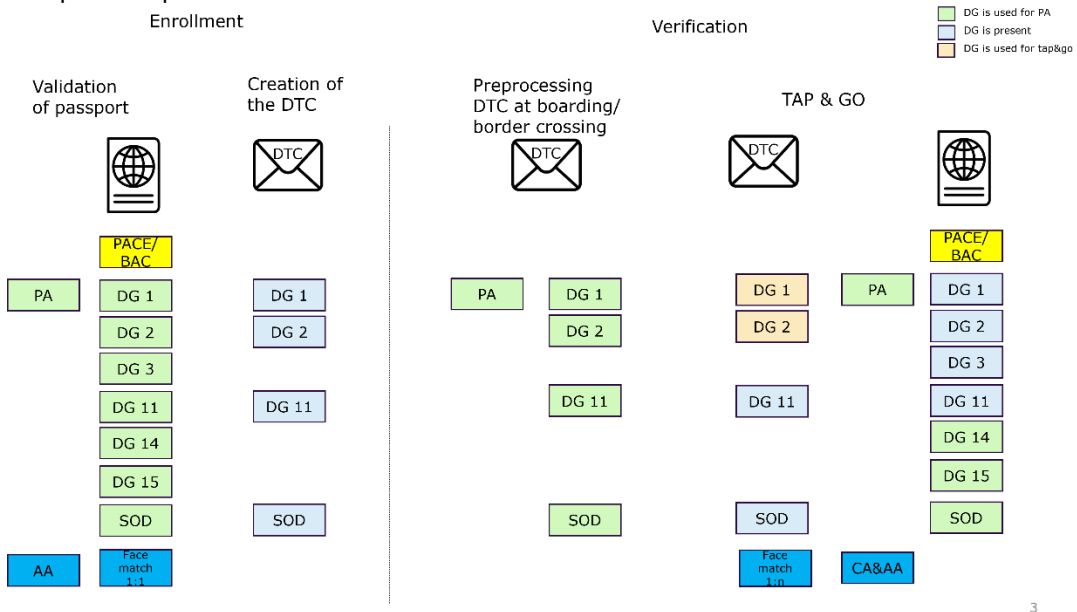 Enrollment
Verification
DG is used for PA
DG is present
DG is used for tap&go
Validation
of passport
Creation of
the DTC
Preprocessing
DTC at boarding/
border crossing
TAP & GO
DTC
DTC
DTC
PACE/
BAC
PACE/
BAC
PA
DG 1
DG 1
PA
DG 1
DG 1
PA
DG 1
DG 2
DG 2
DG 2
DG 2
DG 2
DG 3
DG 3
DG 11
DG 11
DG 11
DG 11
DG 11
DG 14
DG 14
DG 15
DG 15
SOD
SOD
SOD
SOD
SOD
AA
Face
match
1:1
Face
match
1:n
CA&AA
3